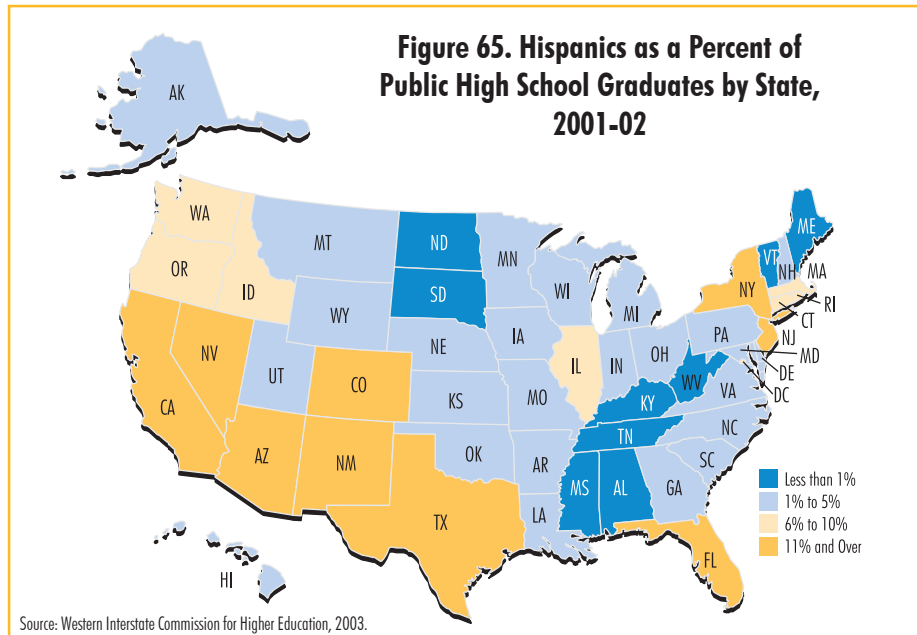 Figure 65. Hispanics as a Percent of
Public High School Graduates by State,
2001-02
AK
WA
MT
ND
MN
ME
VT
NH
MA
OR
ID
SD
WI
NY
RI
MI
CT
WY
IA
PA
NJ
NE
OH
MD
NV
UT
IL
IN
DE
CO
WV
VA
DC
CA
KS
MO
KY
NC
TN
OK
AZ
NM
AR
SC
MS
AL
GA
TX
LA
FL
HI
Less than 1%
1% to 5%
6% to 10%
11% and Over
Source: Western Interstate Commission for Higher Education, 2003.